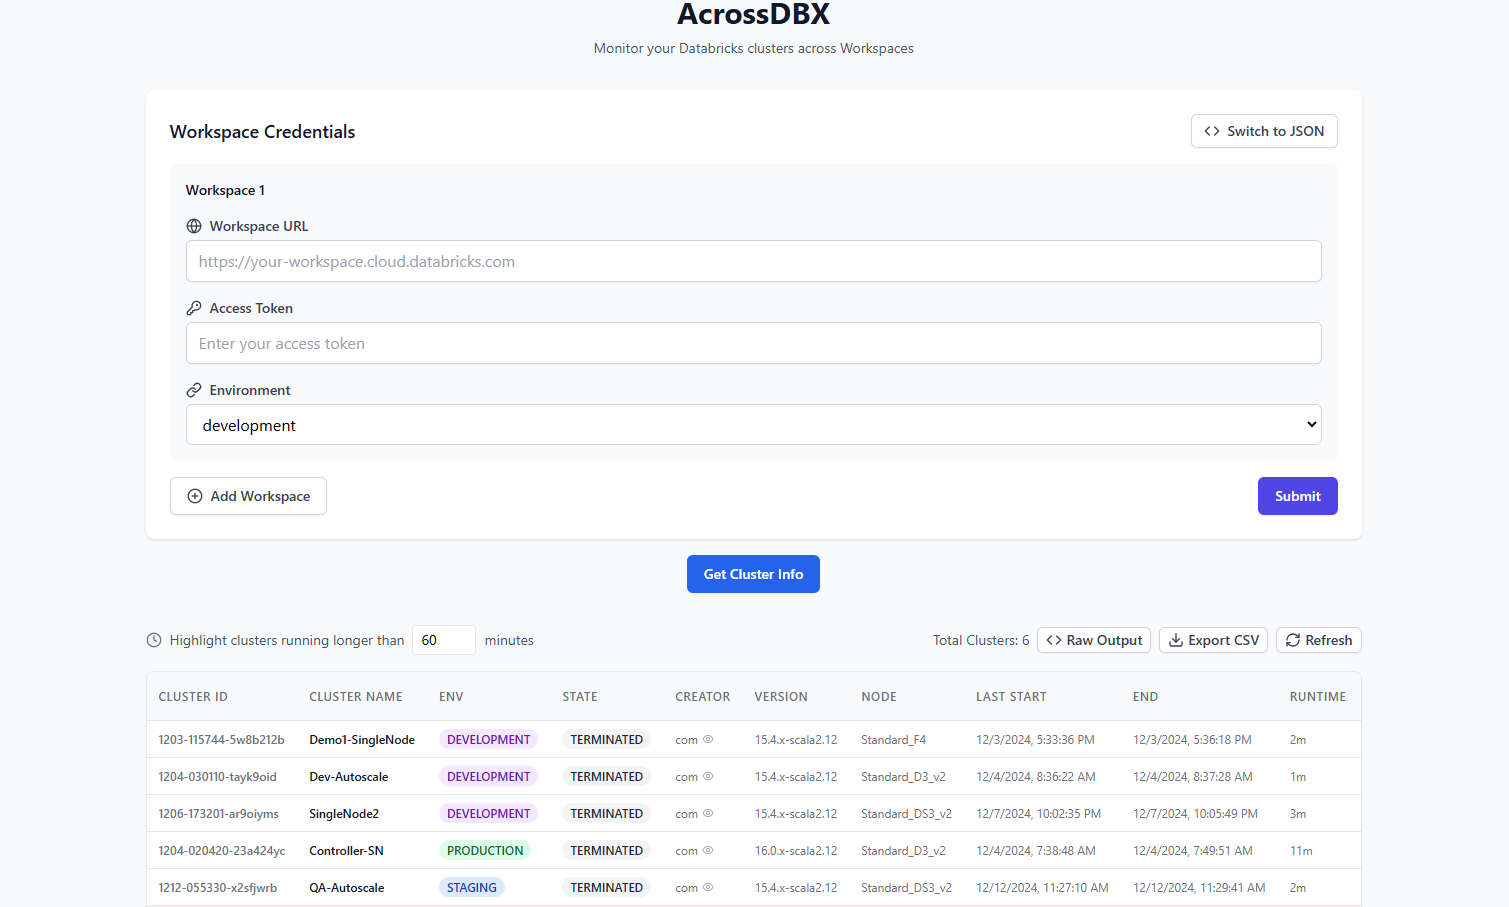 AcrossDBX
Monitor your Databricks clusters across Workspaces
Workspace Credentials
Switch to JSON
Workspace 1
Workspace URL
https://your-workspace.cloud.databricks.com
Access Token
Enter your access token
Environment
development
Add Workspace
Submit
Get Cluster Info
Highlight clusters running longer than 60 minutes
Total Clusters: 6 Raw Output Export CSV Refresh
CLUSTER ID CLUSTER NAME ENV STATE CREATOR VERSION NODE LAST START END RUNTIME
1203-115744-5w8b212b Demo1-SingleNode DEVELOPMENT TERMINATED com 15.4.x-scala2.12 Standard_F4 12/3/2024, 5:33:36 PM 12/3/2024, 5:36:18 PM 2m
1204-030110-tayk9oid Dev-Autoscale DEVELOPMENT TERMINATED com 15.4.x-scala2.12 Standard_D3_v2 12/4/2024, 8:36:22 AM 12/4/2024, 8:37:28 AM 1m
1206-173201-ar9oiyms SingleNode2 DEVELOPMENT TERMINATED com 15.4.x-scala2.12 Standard_DS3_v2 12/7/2024, 10:02:35 PM 12/7/2024, 10:05:49 PM 3m
1204-020420-23a424yc Controller-SN PRODUCTION TERMINATED com 16.0.x-scala2.12 Standard_D3_v2 12/4/2024, 7:38:48 AM 12/4/2024, 7:49:51 AM 11m
1212-055330-x2sfjwrb QA-Autoscale STAGING TERMINATED com 15.4.x-scala2.12 Standard_DS3_v2 12/12/2024, 11:27:10 AM 12/12/2024, 11:29:41 AM 2m